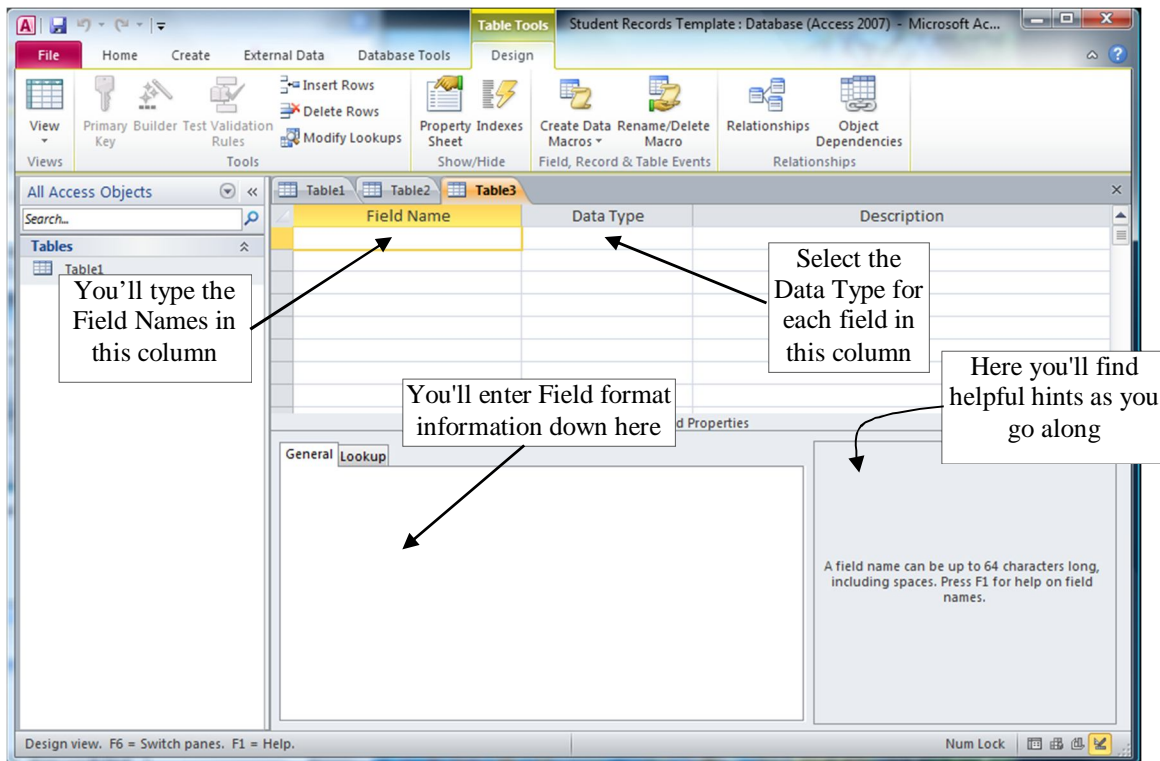 Table Tools
Student Records Template : Database (Access 2007) - Microsoft Ac...
File Home Create External Data Database Tools Design
View
Views
Primary Key
Builder
Test Validation Rules
Insert Rows
Delete Rows
Modify Lookups
Tools
Property Sheet
Indexes
Show/Hide
Create Data Macros
Rename/Delete Macro
Field, Record & Table Events
Relationships
Object Dependencies
Relationships
All Access Objects
Search...
Tables
Table1
Table1 Table2 Table3
Field Name Data Type Description
You'll type the
Field Names in
this column
Select the
Data Type for
each field in
this column
You'll enter Field format
information down here
Here you'll find
helpful hints as you
go along
d Properties
General Lookup
A field name can be up to 64 characters long,
including spaces. Press F1 for help on field
names.
Design view. F6 = Switch panes. F1 = Help.
Num Lock